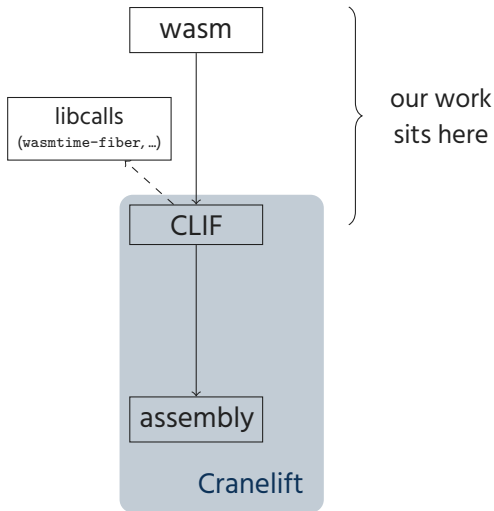 wasm
libcalls
(wasmtime-fiber, …)
our work
sits here
CLIF
assembly
Cranelift